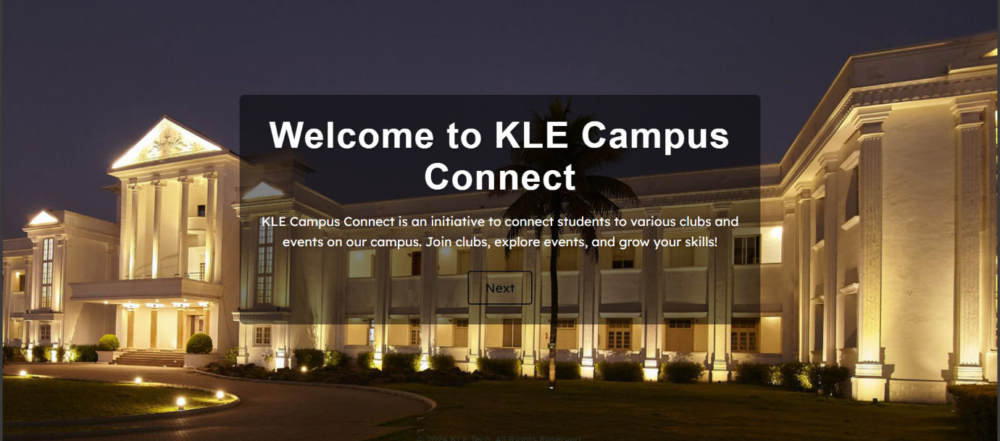 Welcome to KLE Campus
Connect
KLE Campus Connect is an initiative to connect students to various clubs and
events on our campus. Join clubs, explore events, and grow your skills!
Next
© 2024 KLE Tech. All Rights Reserved.